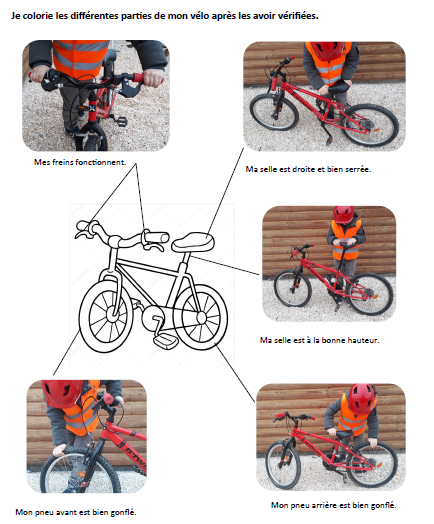 Je colorie les différentes parties de mon vélo après les avoir vérifiées.
Mes freins fonctionnent.
Ma selle est droite et bien serrée.
Ma selle est à la bonne hauteur.
Mon pneu avant est bien gonflé.
Mon pneu arrière est bien gonflé.